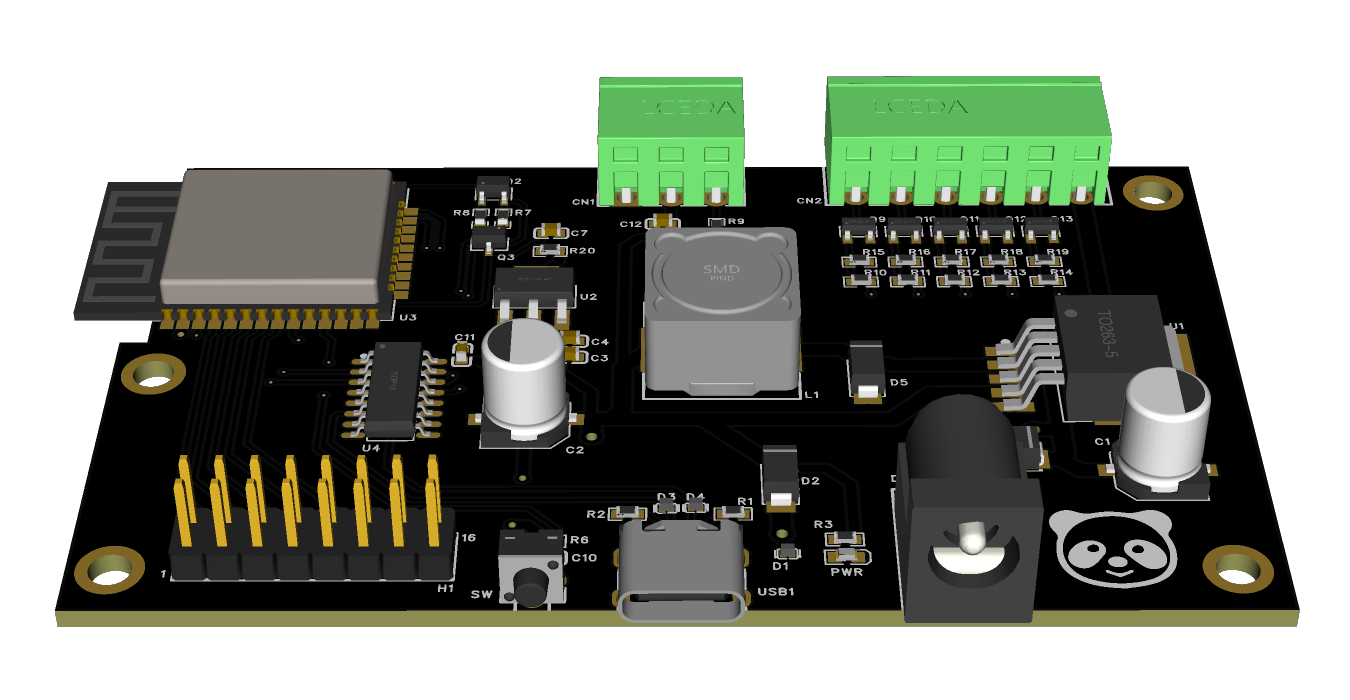 LCEDA
LCEDA
CN1
CN2
R8
R7
C12
R9
C7
Q3
R20
R15
R16
R17
R18
R19
R10
R11
R12
R13
R14
SMD
PIND
U2
U3
U1
TO263-5
C11
C4
C3
D5
L1
U4
C2
C1
D2
D3
D4
R1
R2
R3
16
1
H1
R6
C10
SW
D1
PWR
USB1